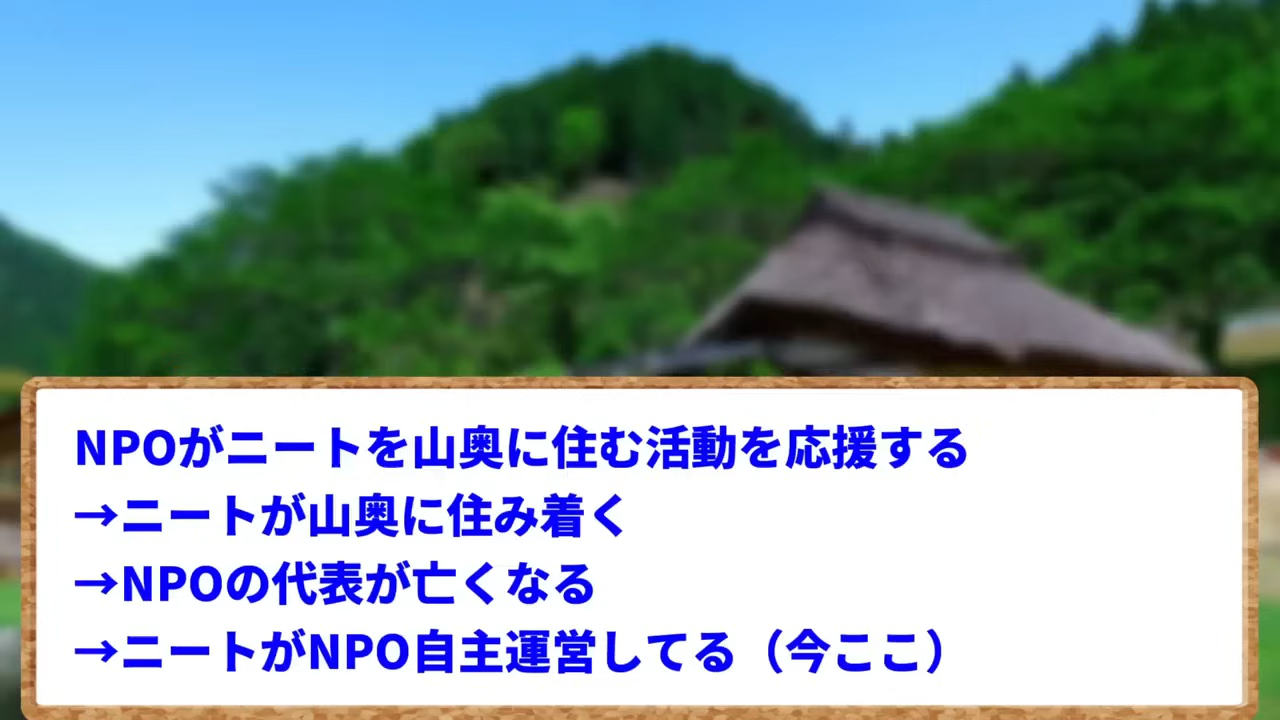 NPOがニートを山奥に住む活動を応援する
→ニートが山奥に住み着く
→NPOの代表が亡くなる
→ニートがNPO自主運営してる（今ここ）